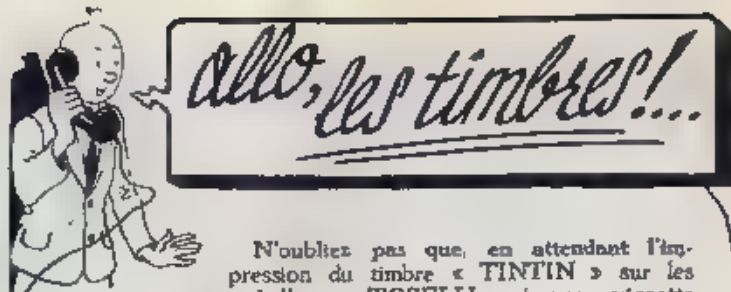 allo, les timbres!....
N'oubliez pas que, en attendant l'im-
pression du timbre « TINTIN » sur les